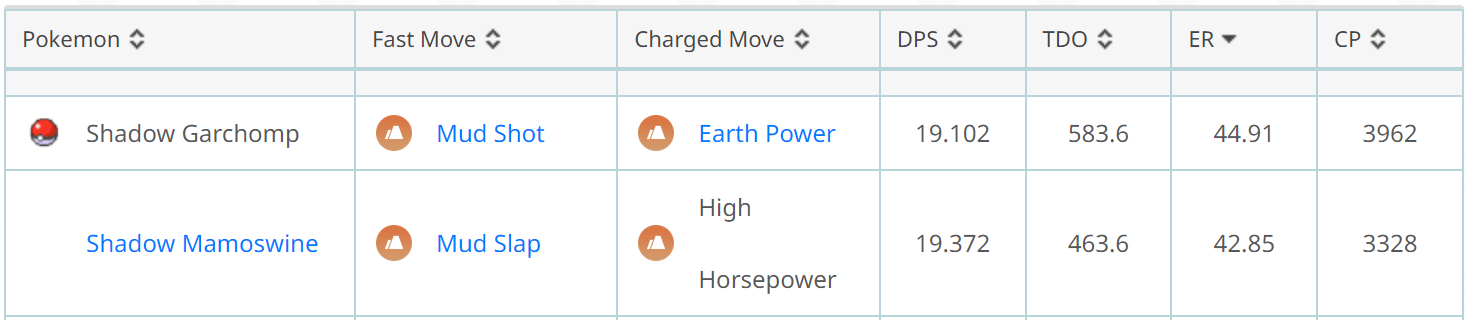 Pokemon Fast Move Charged Move DPS TDO ER CP
Shadow Garchomp Mud Shot Earth Power 19.102 583.6 44.91 3962
High
Shadow Mamoswine Mud Slap 19.372 463.6 42.85 3328
Horsepower